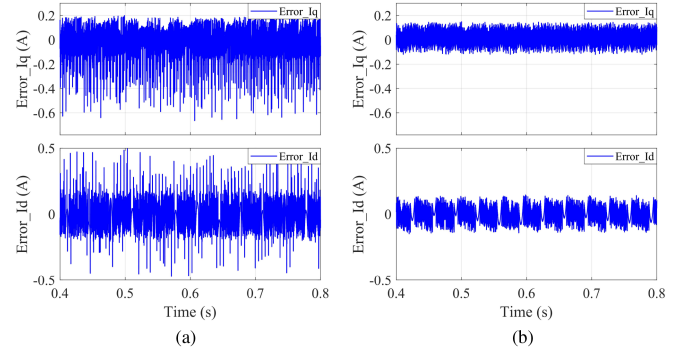 0.2
0
-0.2
-0.4
-0.6
Error_Iq (A)
Error_Iq
0.5
0
-0.5
Error_Id (A)
Error_Id
0.4 0.5 0.6 0.7 0.8
Time (s)
(a)
0.2
0
-0.2
-0.4
-0.6
Error_Iq (A)
Error_Iq
0.5
0
-0.5
Error_Id (A)
Error_Id
0.4 0.5 0.6 0.7 0.8
Time (s)
(b)